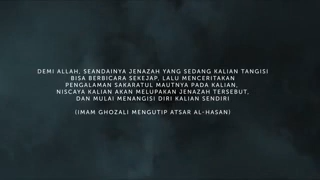 DEMI ALLAH, SEANDAINYA JENAZAH YANG SEDANG KALIAN TANGISI
BISA BERBICARA SEKEJAP, LALU MENCERITAKAN
PENGALAMAN SAKARATUL MAUTNYA PADA KALIAN,
NISCAYA KALIAN AKAN MELUPAKAN JENAZAH TERSEBUT,
DAN MULAI MENANGISI DIRI KALIAN SENDIRI
(IMAM GHOZALI MENGUTIP ATSAR AL-HASAN)